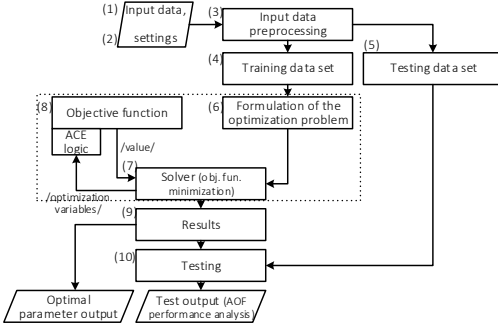 (1) Input data,
(2) settings
(3) Input data
preprocessing
(4) Training data set
(5) Testing data set
(8) Objective function
ACE
logic
/value/
(6) Formulation of the
optimization problem
(7) Solver (obj. fun.
minimization)
/optimization
variables/
(9) Results
(10) Testing
Optimal
parameter output
Test output (AOF
performance analysis)